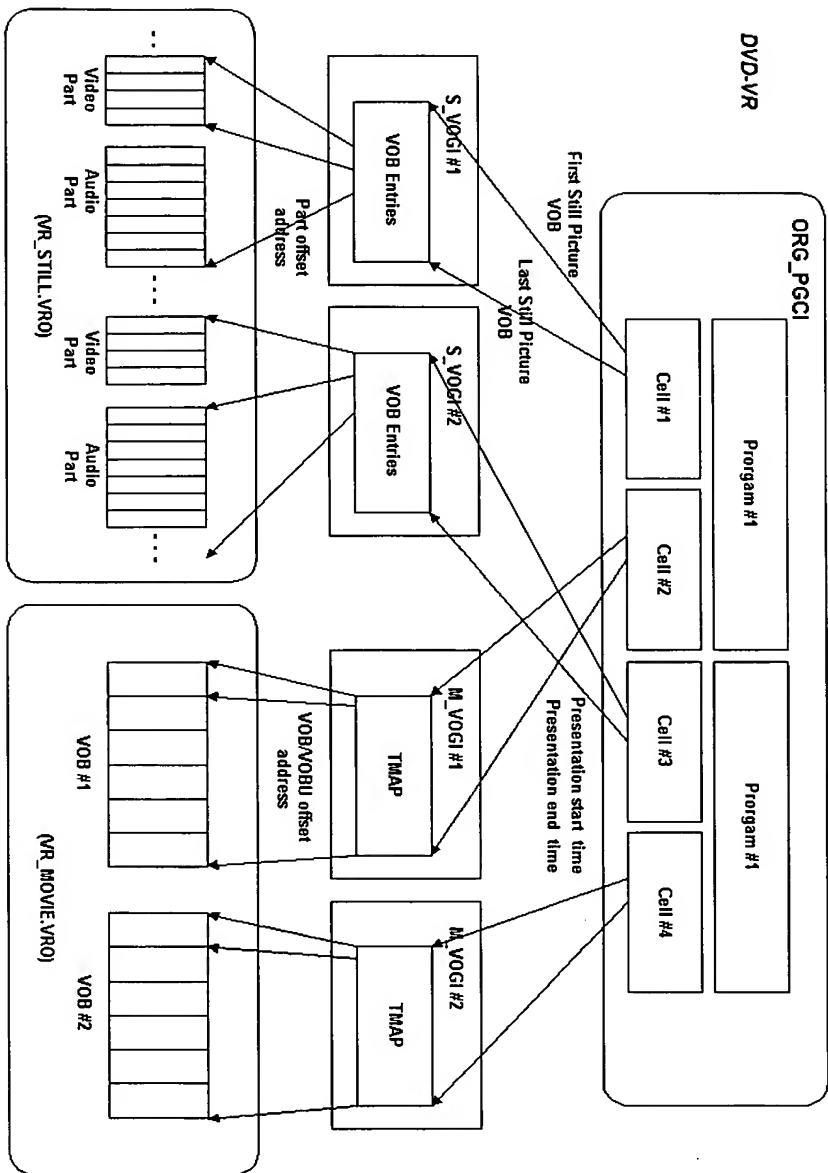 DVD-VR
ORG_PGCI
Prorgam #1
Prorgam #1
Cell #1
Cell #2
Cell #3
Cell #4
First Still Picture
VOB
Last Still Picture
VOB
Presentation start time
Presentation end time
S_VOGI #1
VOB Entries
S_VOGI #2
VOB Entries
M_VOGI #1
TMAP
M_VOGI #2
TMAP
Part offset
address
VOB/VOBU offset
address
...
Video
Part
Audio
Part
...
Video
Part
Audio
Part
...
(VR_STILL.VRO)
VOB #1
VOB #2
(VR_MOVIE.VRO)